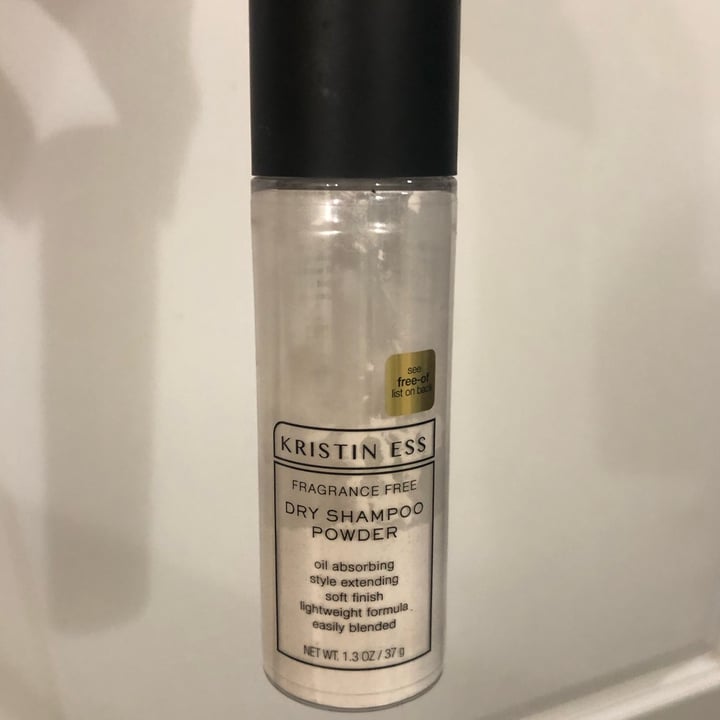 see
free-of
list on back
KRISTIN ESS
FRAGRANCE FREE
DRY SHAMPOO
POWDER
oil absorbing
style extending
soft finish
lightweight formula
easily blended
NET WT. 1.3 OZ / 37 g